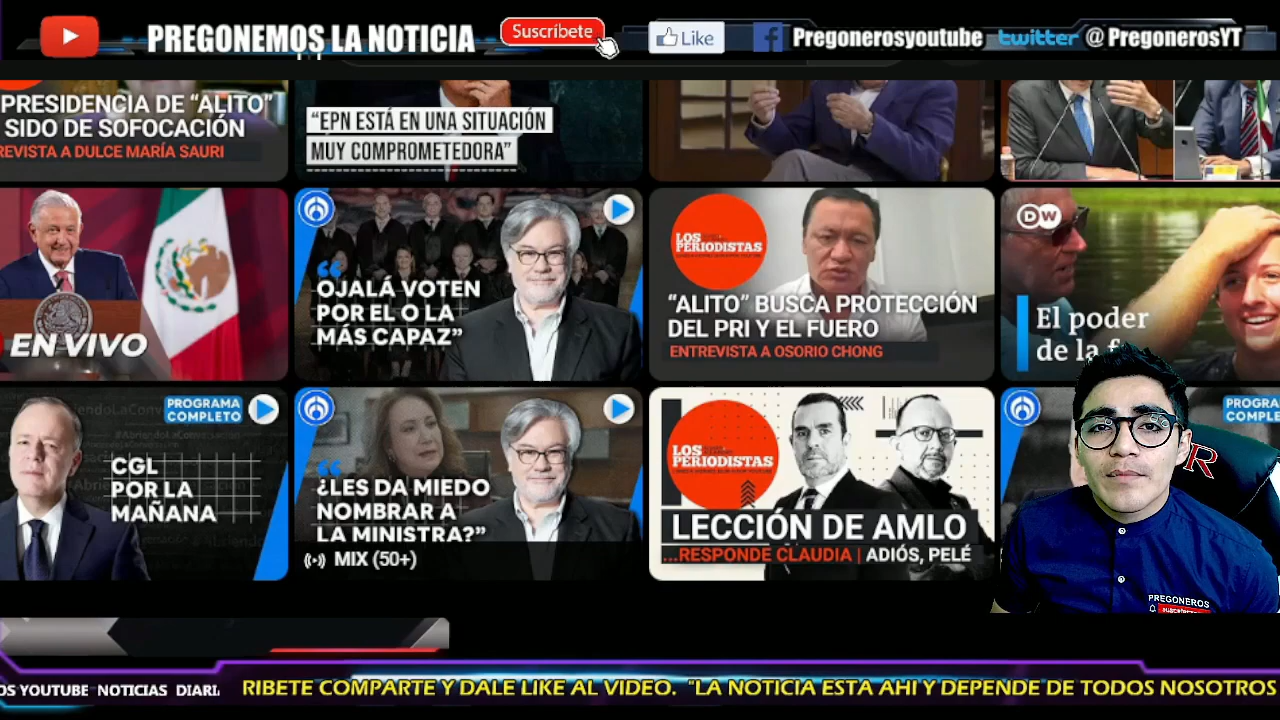 PREGONEMOS LA NOTICIA
Suscríbete
Like
Pregonerosyoutube
twitter @PregonerosYT
PRESIDENCIA DE “ALITO”
SIDO DE SOFOCACIÓN
REVISTA A DULCE MARÍA SAURI
“EPN ESTÁ EN UNA SITUACIÓN
MUY COMPROMETEDORA”
EN VIVO
OJALÁ VOTEN
POR EL O LA
MÁS CAPAZ”
LOS
PERIODISTAS
“ALITO” BUSCA PROTECCIÓN
DEL PRI Y EL FUERO
ENTREVISTA A OSORIO CHONG
DW
El poder
de la
PROGRAMA
COMPLETO
CGL
POR LA
MAÑANA
“
¿LES DA MIEDO
NOMBRAR A
LA MINISTRA?”
MIX (50+)
LOS
PERIODISTAS
LECCIÓN DE AMLO
...RESPONDE CLAUDIA | ADIÓS, PELÉ
PROGRA
COMPLE
R
PREGONEROS
OS YOUTUBE NOTICIAS DIARI
RIBETE COMPARTE Y DALE LIKE AL VIDEO. "LA NOTICIA ESTA AHI Y DEPENDE DE TODOS NOSOTROS